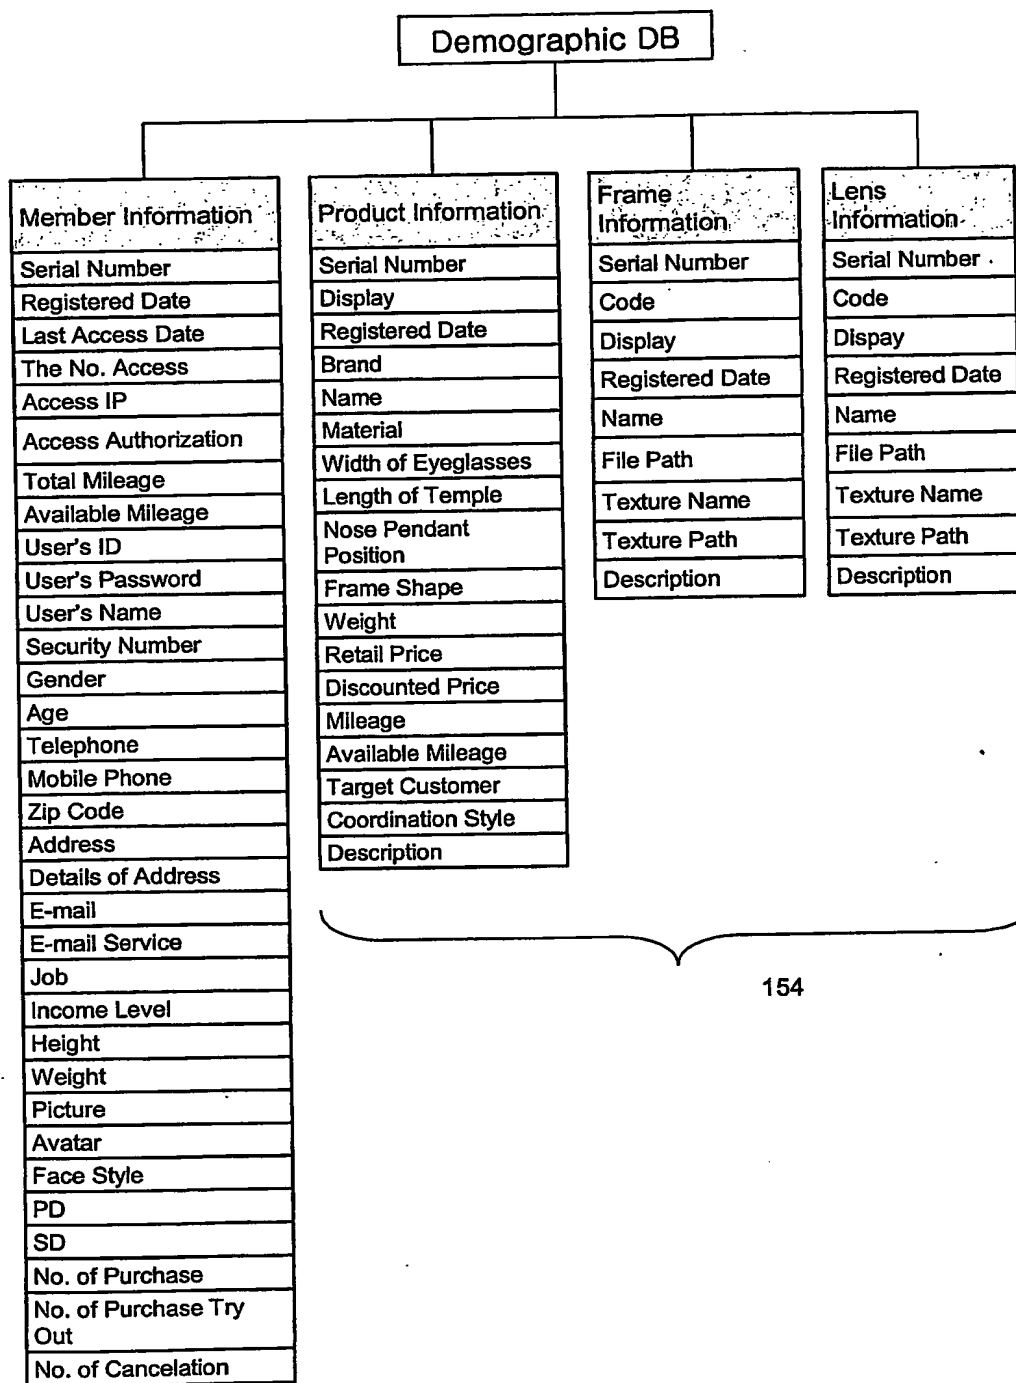 Demographic DB
Member Information
Serial Number
Registered Date
Last Access Date
The No. Access
Access IP
Access Authorization
Total Mileage
Available Mileage
User's ID
User's Password
User's Name
Security Number
Gender
Age
Telephone
Mobile Phone
Zip Code
Address
Details of Address
E-mail
E-mail Service
Job
Income Level
Height
Weight
Picture
Avatar
Face Style
PD
SD
No. of Purchase
No. of Purchase Try
Out
No. of Cancelation
Product Information
Serial Number
Display
Registered Date
Brand
Name
Material
Width of Eyeglasses
Length of Temple
Nose Pendant
Position
Frame Shape
Weight
Retail Price
Discounted Price
Mileage
Available Mileage
Target Customer
Coordination Style
Description
Frame
Information
Serial Number
Code
Display
Registered Date
Name
File Path
Texture Name
Texture Path
Description
Lens
Information
Serial Number
Code
Dispay
Registered Date
Name
File Path
Texture Name
Texture Path
Description
154